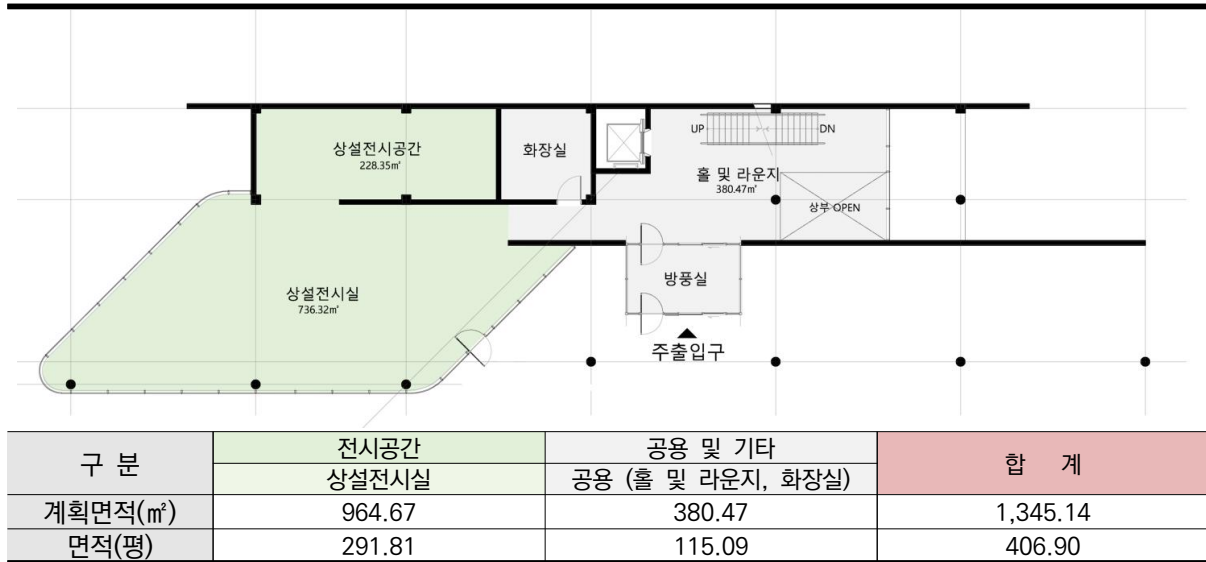 상설전시공간
228.35㎡
화장실
UP
DN
홀 및 라운지
380.47㎡
상부 OPEN
상설전시실
736.32㎡
방풍실
주출입구
구 분
전시공간
공용 및 기타
합 계
상설전시실
공용 (홀 및 라운지, 화장실)
계획면적(㎡) 964.67 380.47 1,345.14
면적(평) 291.81 115.09 406.90